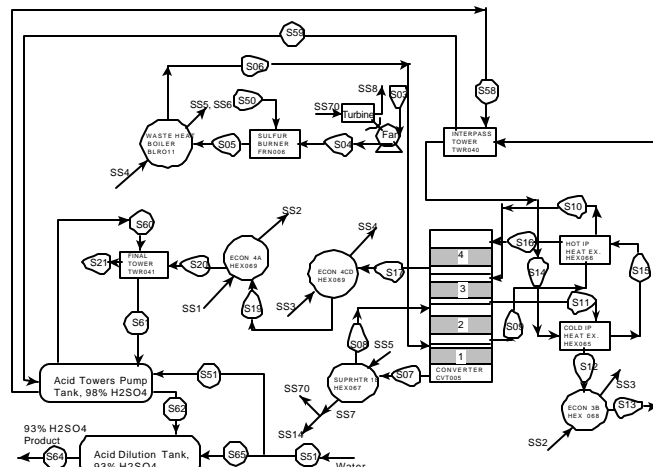 S59
S06
SS8
S03
SS5, SS6
S50
SS70
Turbine
S58
Fan
WASTE HEAT
BOILER
BLRO11
S05
SULFUR
BURNER
FRN008
S04
INTERPASS
TOWER
TWR040
SS4
S60
SS2
SS4
S10
S16
HOT IP
HEAT EX.
HEX066
S21
FINAL
TOWER
TWR041
S20
ECON 4A
HEX069
ECON 4CD
HEX069
S17
4
S14
S15
SS1
S19
SS3
3
S11
S61
2
S09
COLD IP
HEAT EX.
HEX065
S08
SS5
1
CONVERTER
CVT005
S12
Acid Towers Pump
Tank, 98% H2SO4
S51
SUPRHTR 1B
HEX067
S07
SS3
SS70
SS7
ECON 3B
HEX 068
S13
S62
SS14
93% H2SO4
Product
S64
Acid Dilution Tank,
93% H2SO4
S65
S51
Water
SS2